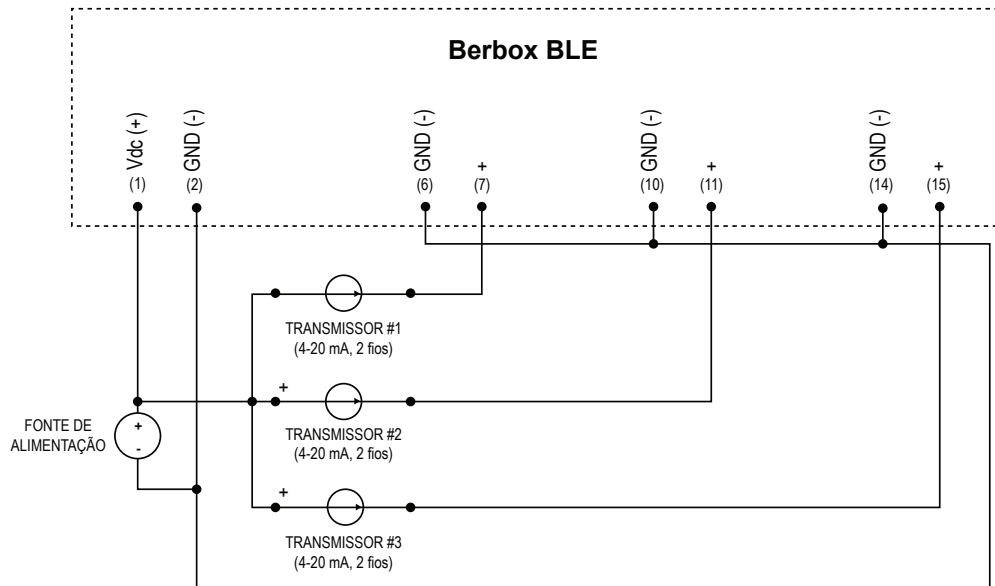 Berbox BLE
Vdc (+)
(1)
GND (-)
(2)
GND (-)
(6)
+
(7)
GND (-)
(10)
+
(11)
GND (-)
(14)
+
(15)
TRANSMISSOR #1
(4-20 mA, 2 fios)
+
TRANSMISSOR #2
(4-20 mA, 2 fios)
FONTE DE
ALIMENTAÇÃO
+
-
+
TRANSMISSOR #3
(4-20 mA, 2 fios)